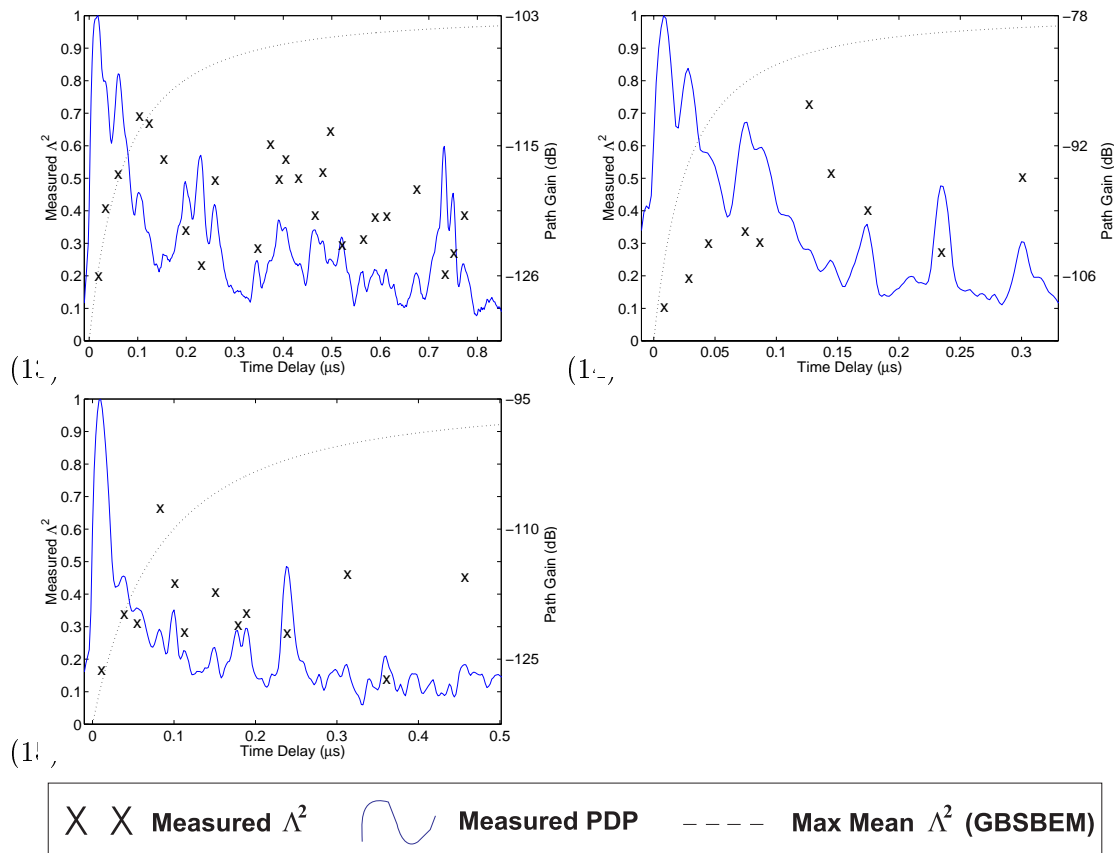 1 0.9 0.8 0.7 0.6 0.5 0.4 0.3 0.2 0.1 0
Measured Λ²
0 0.1 0.2 0.3 0.4 0.5 0.6 0.7 0.8
Time Delay (μs)
−103 −115 −126
Path Gain (dB)
1 0.9 0.8 0.7 0.6 0.5 0.4 0.3 0.2 0.1 0
Measured Λ²
0 0.05 0.1 0.15 0.2 0.25 0.3
Time Delay (μs)
−78 −92 −106
Path Gain (dB)
1 0.9 0.8 0.7 0.6 0.5 0.4 0.3 0.2 0.1 0
Measured Λ²
0 0.1 0.2 0.3 0.4 0.5
Time Delay (μs)
−95 −110 −125
Path Gain (dB)
X X Measured Λ² Measured PDP Max Mean Λ² (GBSBEM)